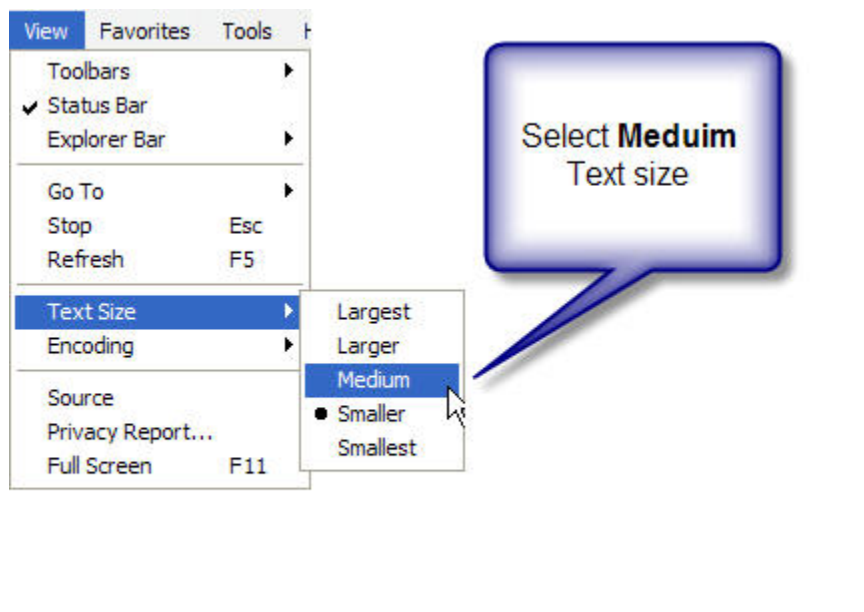 View Favorites Tools
Toolbars
Status Bar
Explorer Bar
Go To
Stop Esc
Refresh F5
Text Size
Encoding
Source
Privacy Report...
Full Screen F11
Largest
Larger
Medium
Smaller
Smallest
Select Meduim
Text size